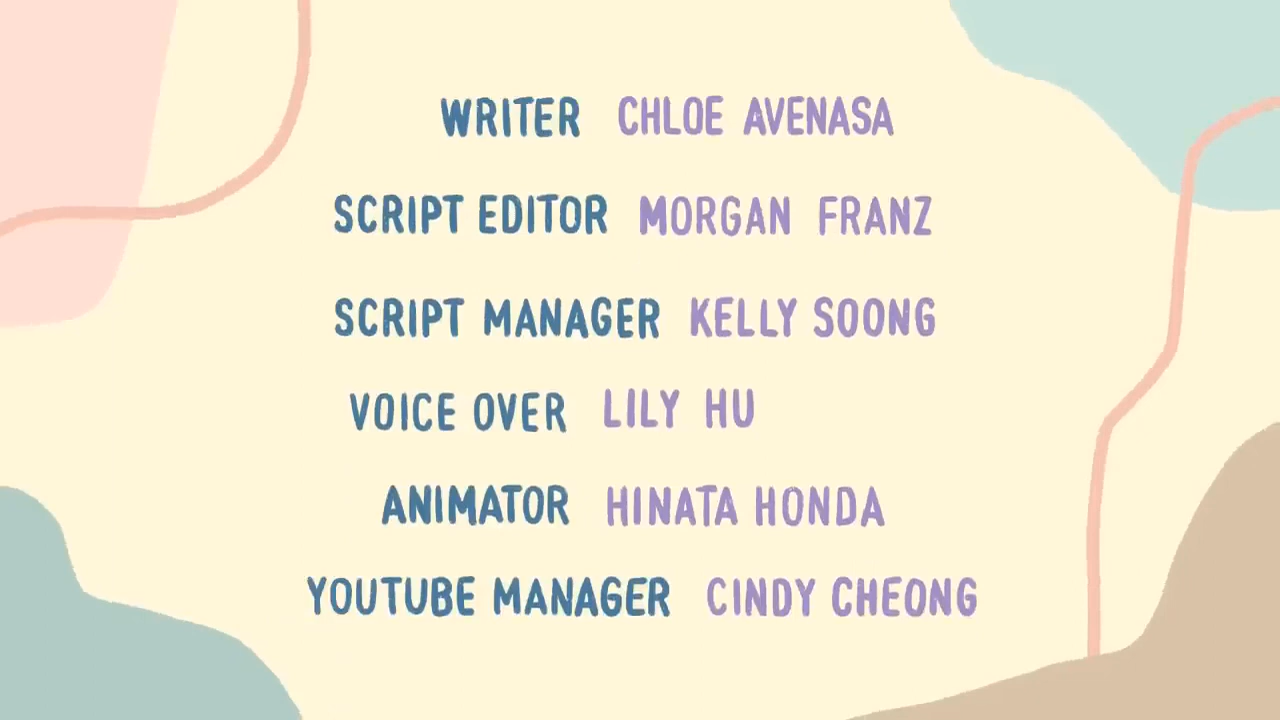 WRITER CHLOE AVENASA
SCRIPT EDITOR MORGAN FRANZ
SCRIPT MANAGER KELLY SOONG
VOICE OVER LILY HU
ANIMATOR HINATA HONDA
YOUTUBE MANAGER CINDY CHEONG